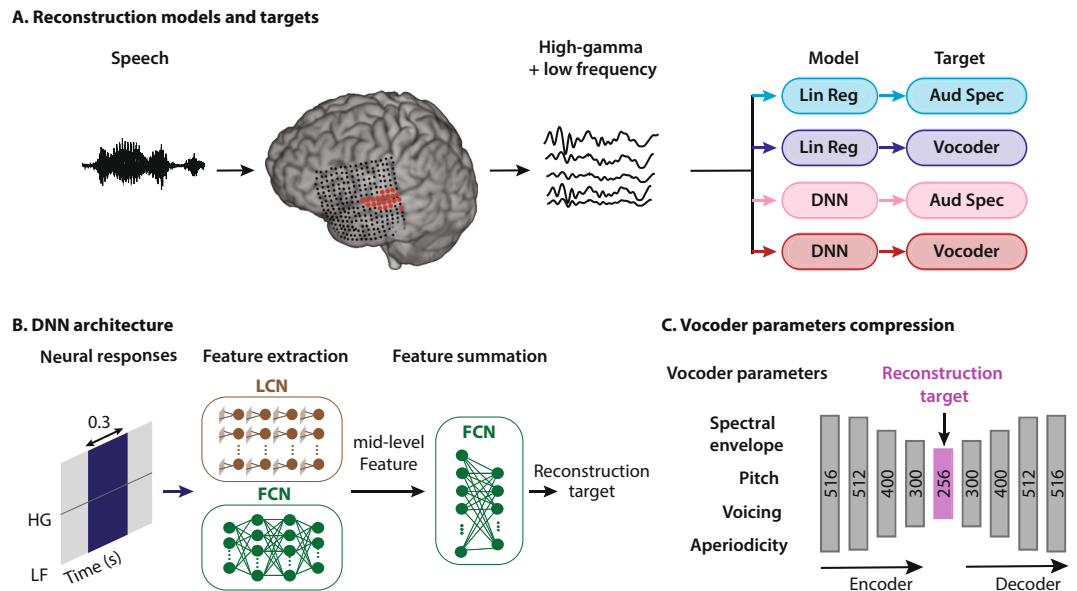 A. Reconstruction models and targets
Speech
High-gamma
+ low frequency
Model Target
Lin Reg Aud Spec
Lin Reg Vocoder
DNN Aud Spec
DNN Vocoder
B. DNN architecture
Neural responses Feature extraction Feature summation
LCN
0.3
HG
LF
Time (s)
FCN
mid-level
Feature
FCN
Reconstruction
target
C. Vocoder parameters compression
Vocoder parameters
Reconstruction
target
Spectral
envelope
Pitch
Voicing
Aperiodicity
516 512 400 300 256 300 400 512 516
Encoder Decoder